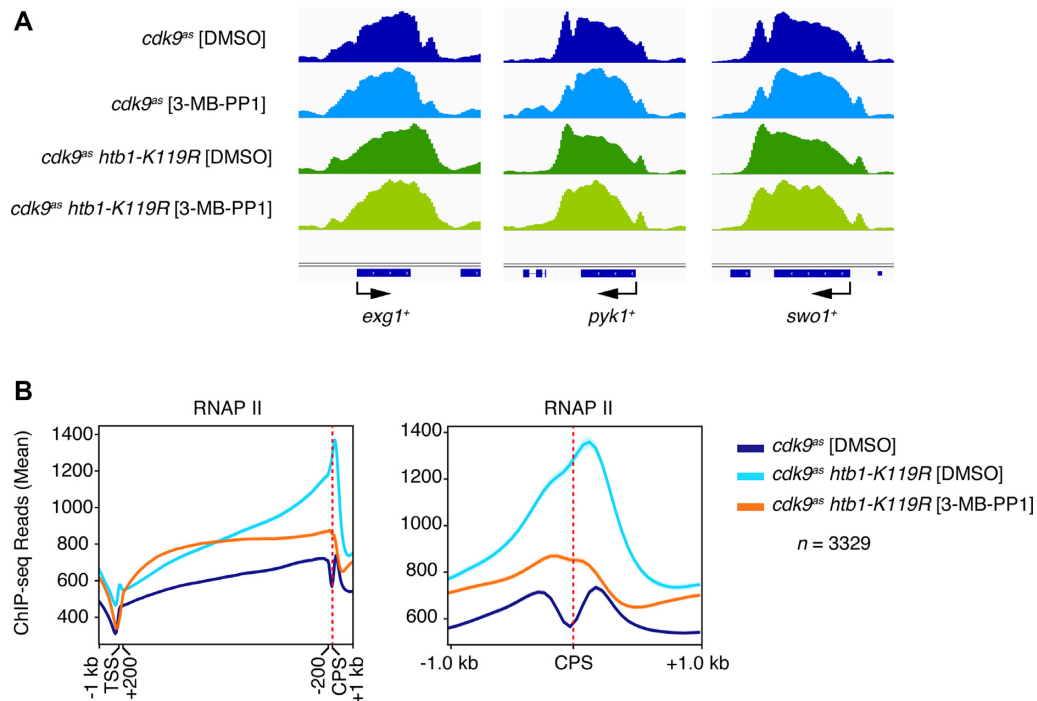 A
cdk9as [DMSO]
cdk9as [3-MB-PP1]
cdk9as htb1-K119R [DMSO]
cdk9as htb1-K119R [3-MB-PP1]
exg1+
pyk1+
swo1+
B
RNAP II
ChIP-seq Reads (Mean)
1400
1200
1000
800
600
400
-1 kb
TSS
+200
-200
CPS
+1 kb
RNAP II
1400
1200
1000
800
600
-1.0 kb
CPS
+1.0 kb
cdk9as [DMSO]
cdk9as htb1-K119R [DMSO]
cdk9as htb1-K119R [3-MB-PP1]
n = 3329